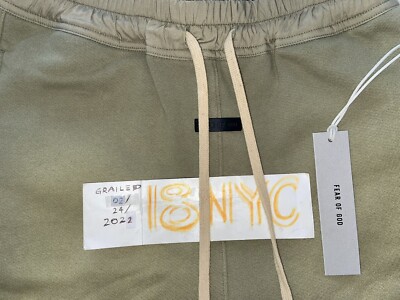 GRAILED
02/
24/
2022
18NYC
FEAR OF GOD